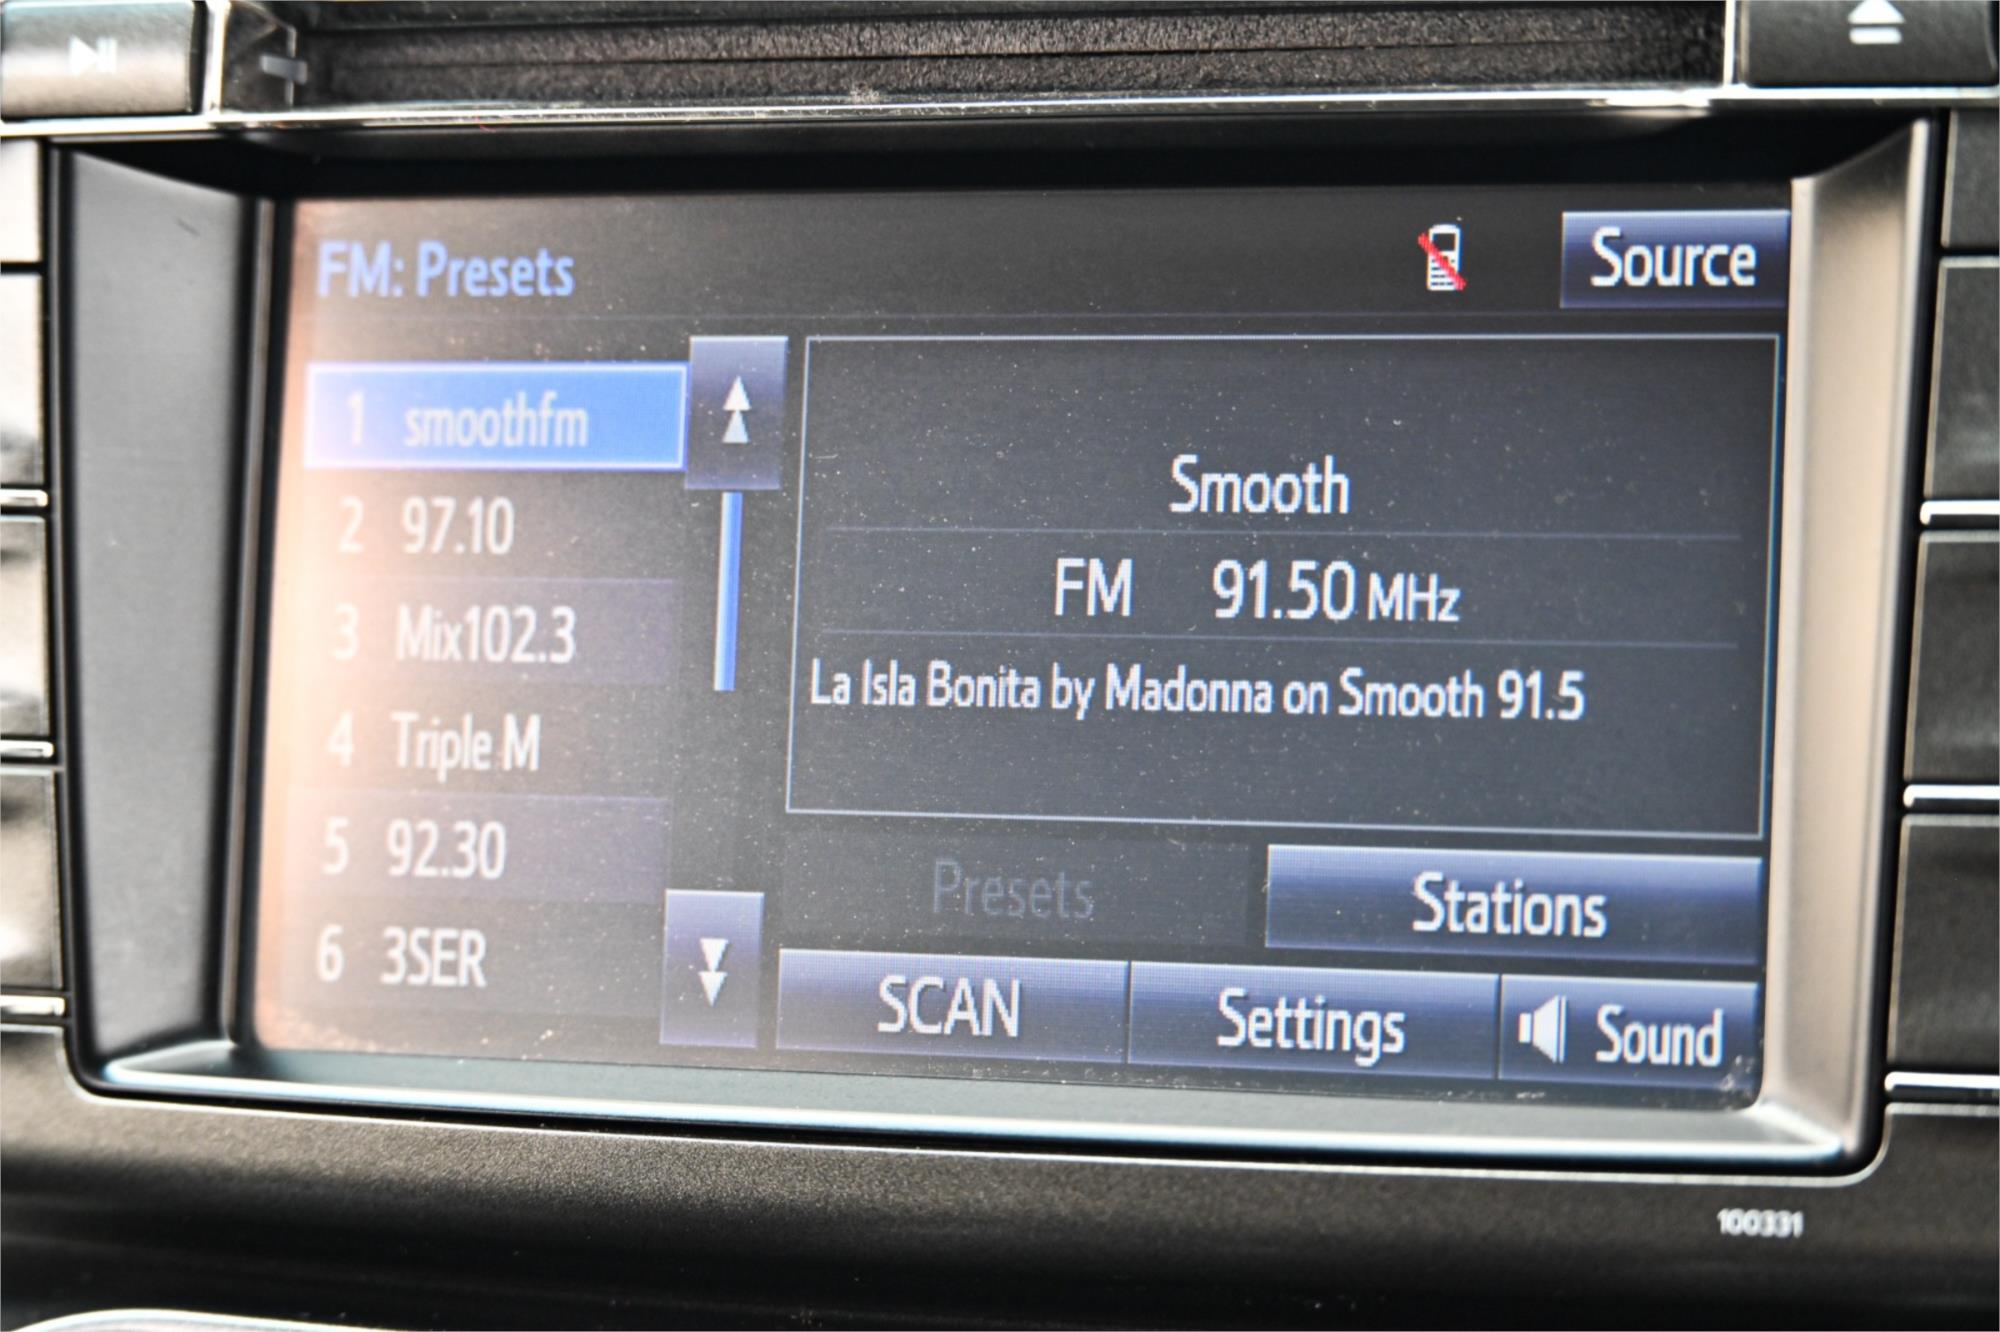 FM: Presets
Source
1 smoothfm
2 97.10
3 Mix102.3
4 Triple M
5 92.30
6 3SER
Smooth
FM 91.50 MHz
La Isla Bonita by Madonna on Smooth 91.5
Presets
Stations
SCAN
Settings
Sound
100331